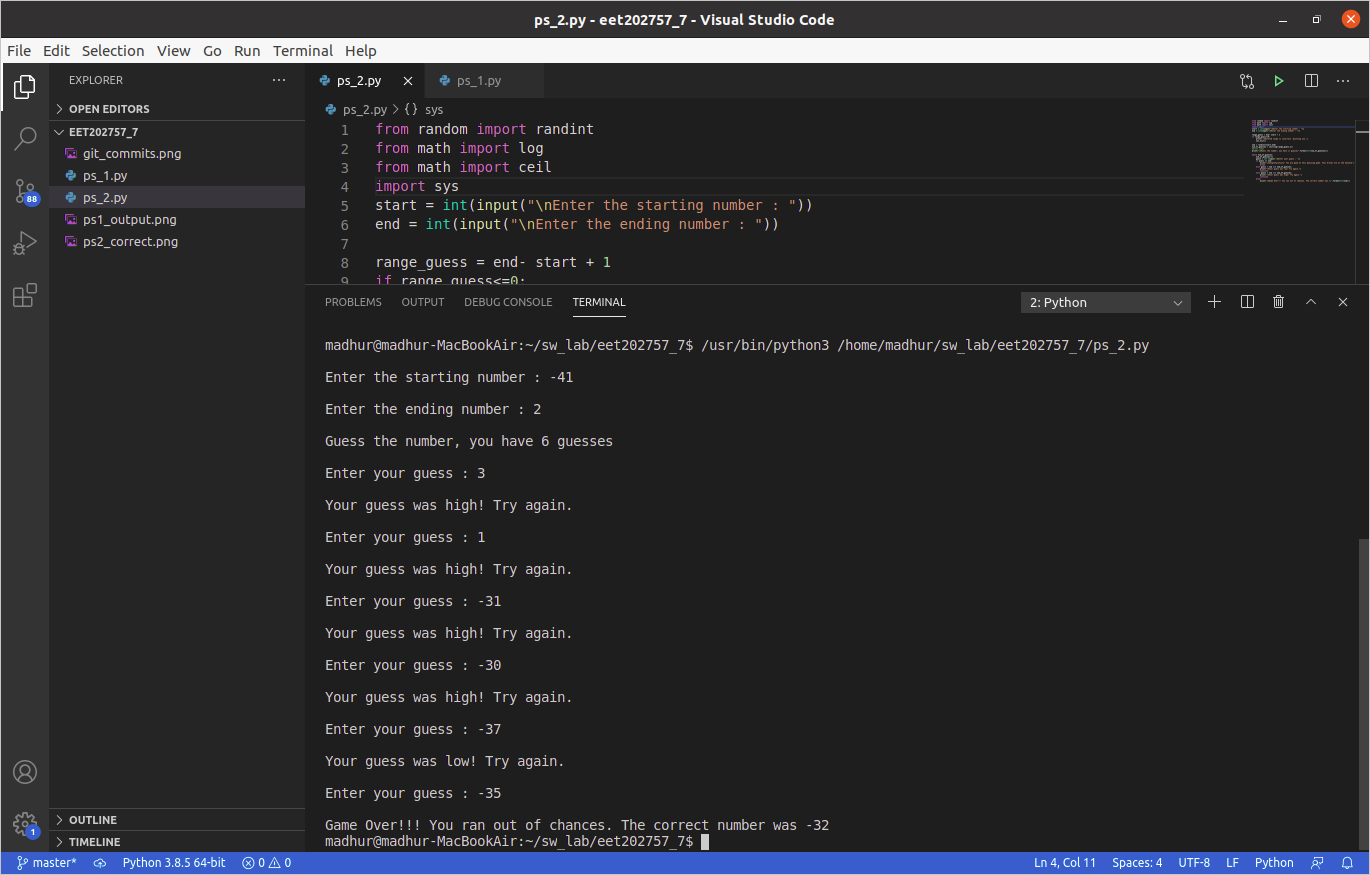 ps_2.py - eet202757_7 - Visual Studio Code
File Edit Selection View Go Run Terminal Help
EXPLORER
OPEN EDITORS
EET202757_7
git_commits.png
ps_1.py
88
ps_2.py
ps1_output.png
ps2_correct.png
OUTLINE
1
TIMELINE
ps_2.py ps_1.py
ps_2.py > {} sys
1 from random import randint
2 from math import log
3 from math import ceil
4 import sys
5 start = int(input("\nEnter the starting number : "))
6 end = int(input("\nEnter the ending number : "))
7
8 range_guess = end- start + 1
9 if range_guess<=0:
PROBLEMS OUTPUT DEBUG CONSOLE TERMINAL 2: Python
madhur@madhur-MacBookAir:~/sw_lab/eet202757_7$ /usr/bin/python3 /home/madhur/sw_lab/eet202757_7/ps_2.py
Enter the starting number : -41
Enter the ending number : 2
Guess the number, you have 6 guesses
Enter your guess : 3
Your guess was high! Try again.
Enter your guess : 1
Your guess was high! Try again.
Enter your guess : -31
Your guess was high! Try again.
Enter your guess : -30
Your guess was high! Try again.
Enter your guess : -37
Your guess was low! Try again.
Enter your guess : -35
Game Over!!! You ran out of chances. The correct number was -32
madhur@madhur-MacBookAir:~/sw_lab/eet202757_7$
master* Python 3.8.5 64-bit 0 0 Ln 4, Col 11 Spaces: 4 UTF-8 LF Python